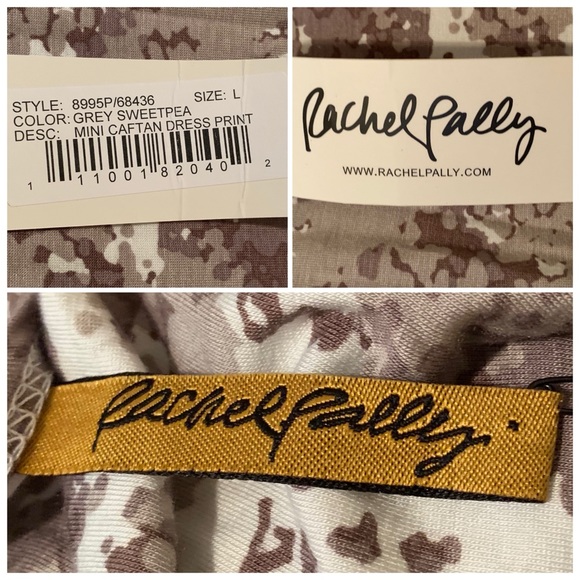 STYLE: 8995P/68436 SIZE: L
COLOR: GREY SWEETPEA
DESC: MINI CAFTAN DRESS PRINT
1 11001 82040 2
Rachel Pally
WWW.RACHELPALLY.COM
Rachel Pally